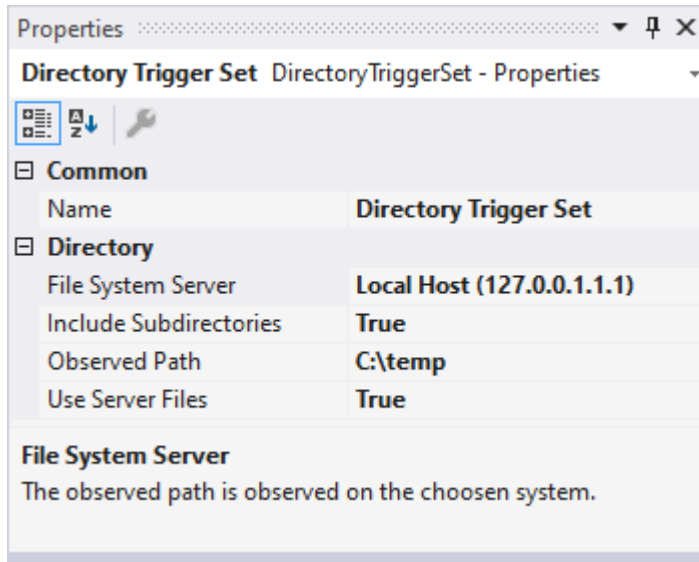 Properties
Directory Trigger Set DirectoryTriggerSet - Properties
Common
Name Directory Trigger Set
Directory
File System Server Local Host (127.0.0.1.1.1)
Include Subdirectories True
Observed Path C:\temp
Use Server Files True
File System Server
The observed path is observed on the choosen system.